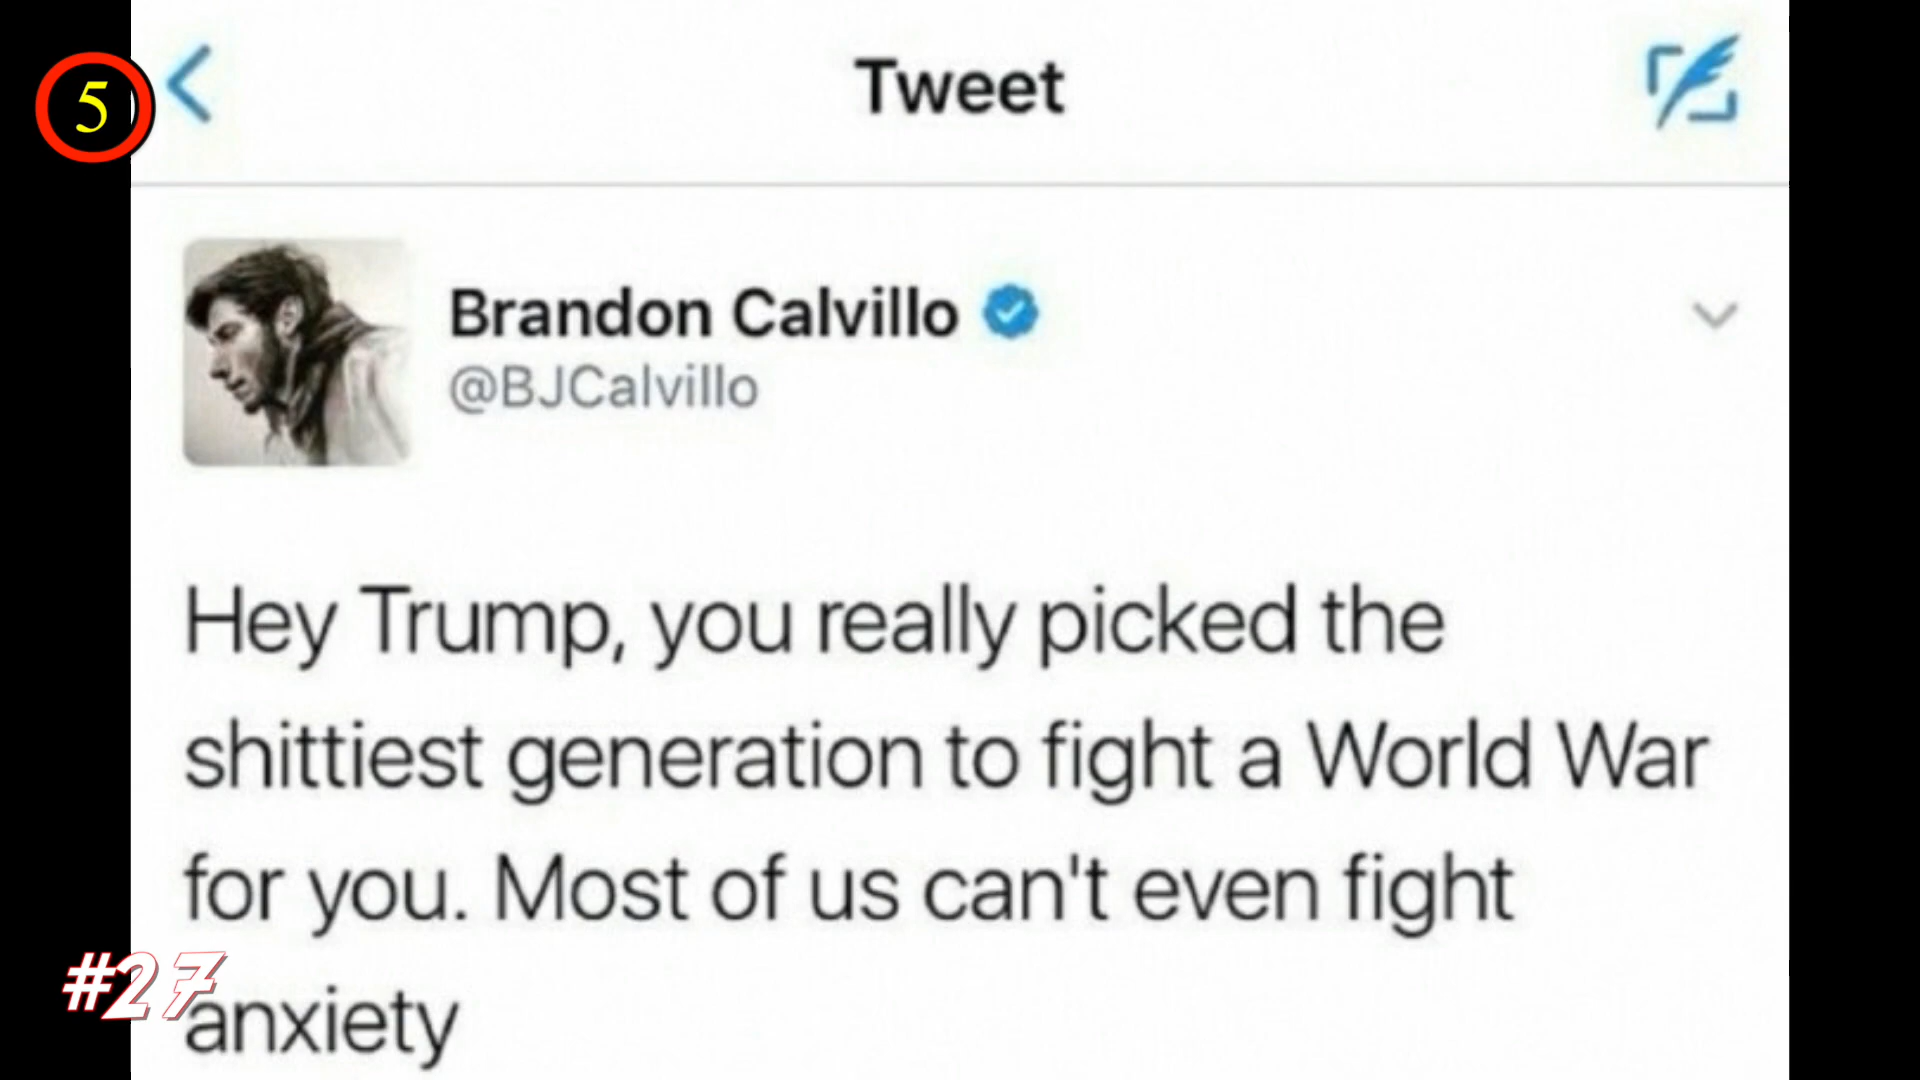 5
Tweet
Brandon Calvillo
@BJCalvillo
Hey Trump, you really picked the
shittiest generation to fight a World War
for you. Most of us can't even fight
anxiety
#27